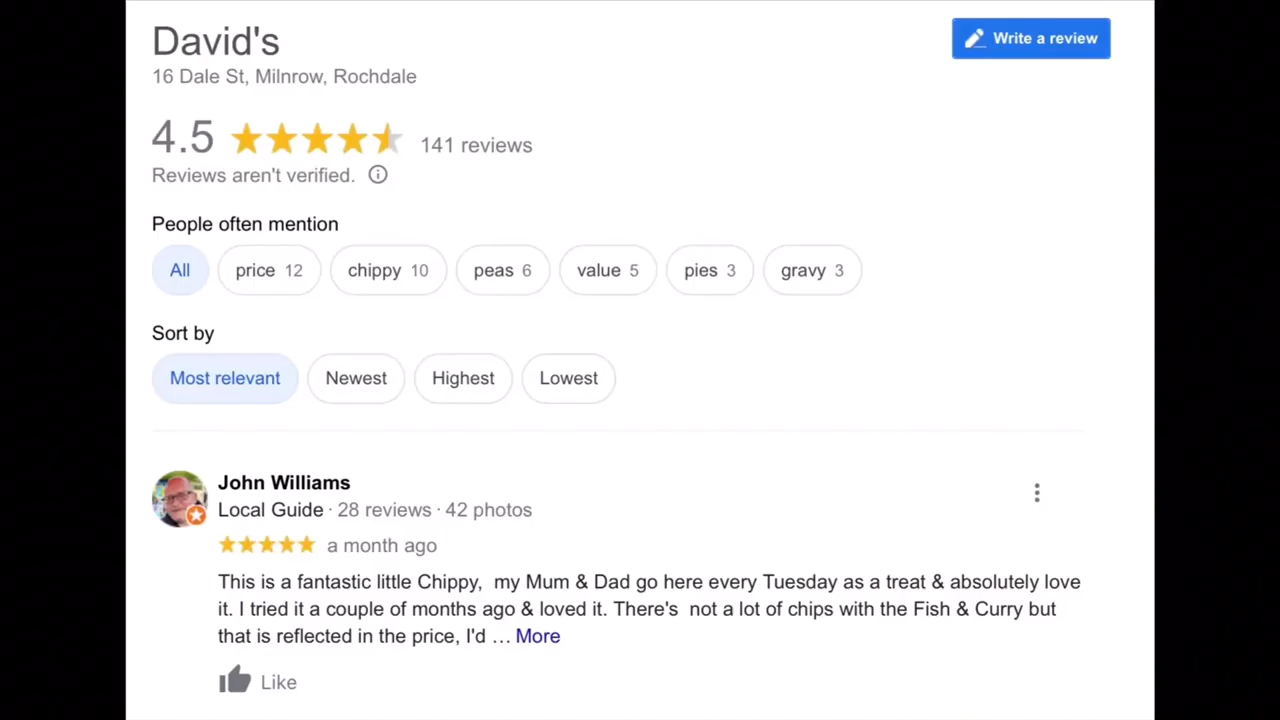 David's
Write a review
16 Dale St, Milnrow, Rochdale
4.5 141 reviews
Reviews aren't verified.
People often mention
All price 12 chippy 10 peas 6 value 5 pies 3 gravy 3
Sort by
Most relevant Newest Highest Lowest
John Williams
Local Guide · 28 reviews · 42 photos
a month ago
This is a fantastic little Chippy,  my Mum & Dad go here every Tuesday as a treat & absolutely love
it. I tried it a couple of months ago & loved it. There's  not a lot of chips with the Fish & Curry but
that is reflected in the price, I'd … More
Like